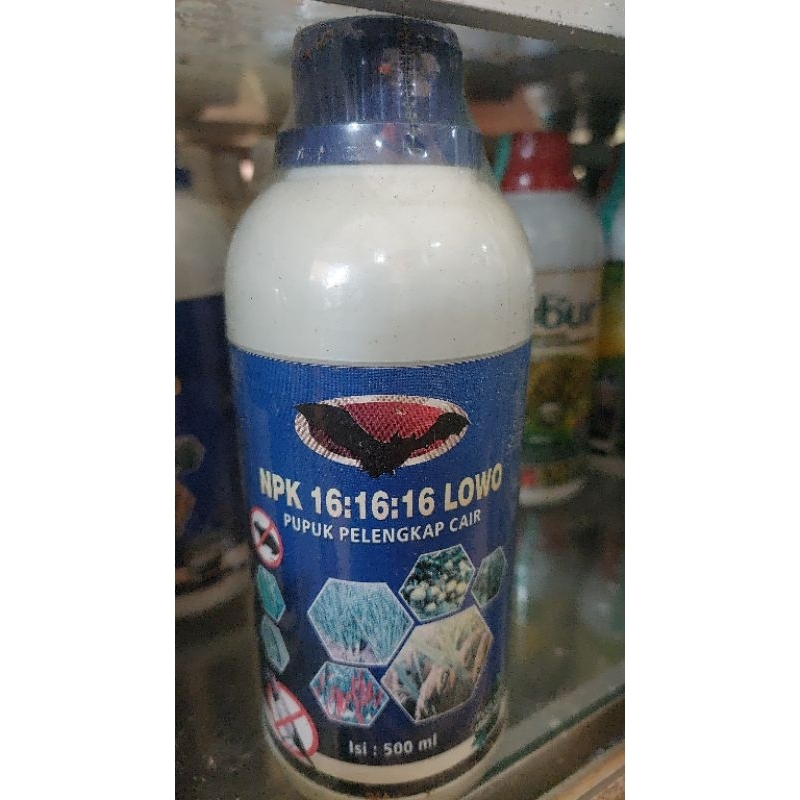 NPK 16:16:16 LOWO
PUPUK PELENGKAP CAIR
Isi : 500 ml